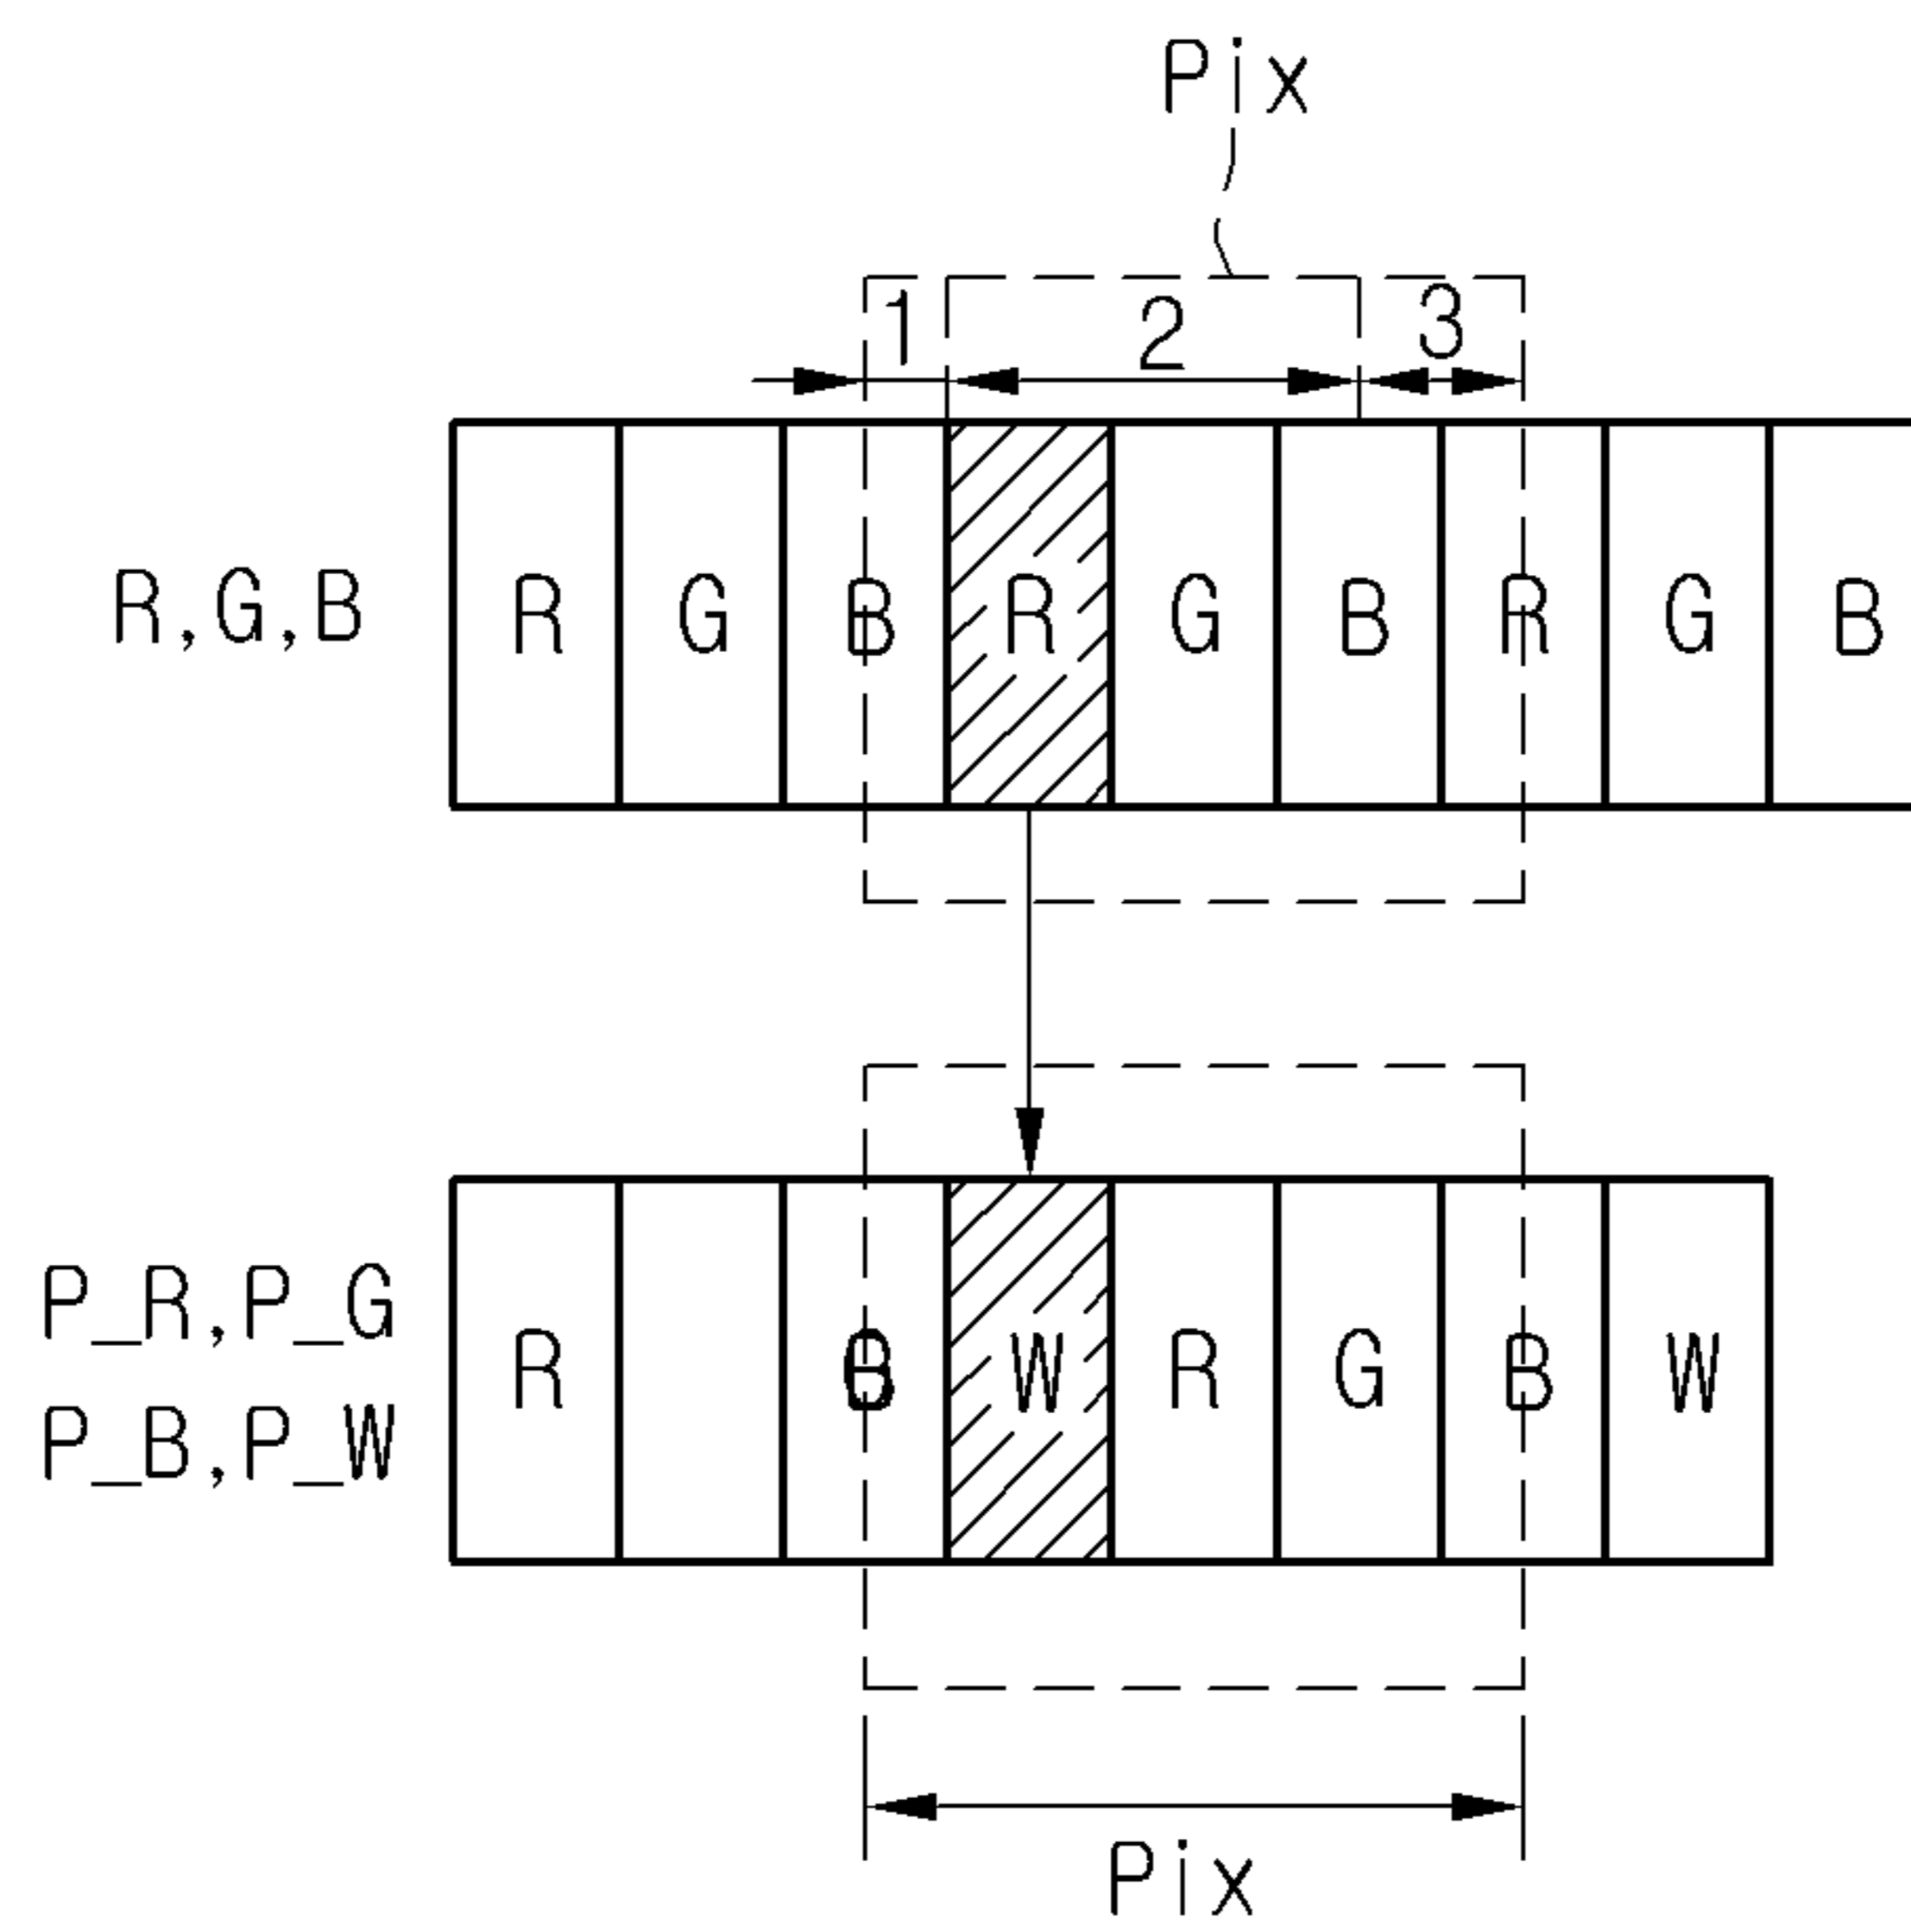 Pix
1 2 3
R,G,B R G B R G B R G B
P_R,P_G
R W R G B W
P_B,P_W
Pix